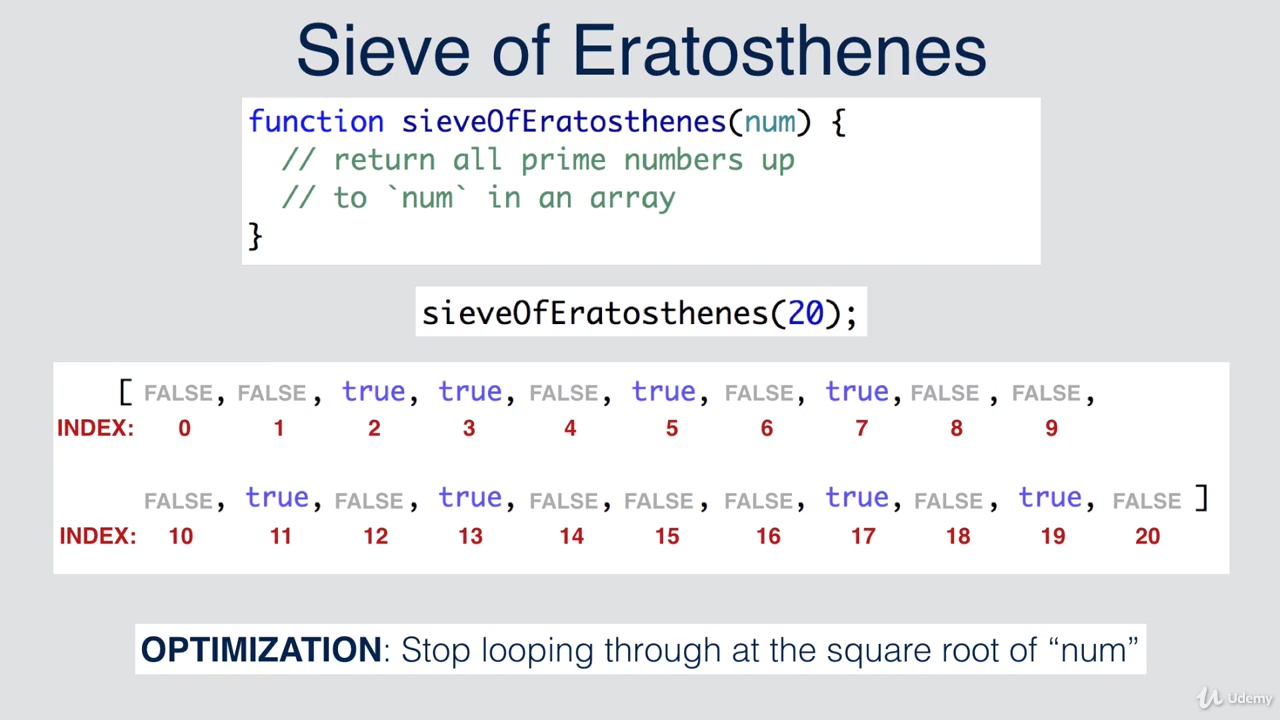 Sieve of Eratosthenes
function sieveOfEratosthenes(num) {
// return all prime numbers up
// to `num` in an array
}
sieveOfEratosthenes(20);
[ FALSE, FALSE, true, true, FALSE, true, FALSE, true, FALSE, FALSE,
INDEX: 0 1 2 3 4 5 6 7 8 9
FALSE, true, FALSE, true, FALSE, FALSE, FALSE, true, FALSE, true, FALSE ]
INDEX: 10 11 12 13 14 15 16 17 18 19 20
OPTIMIZATION: Stop looping through at the square root of “num”
Udemy